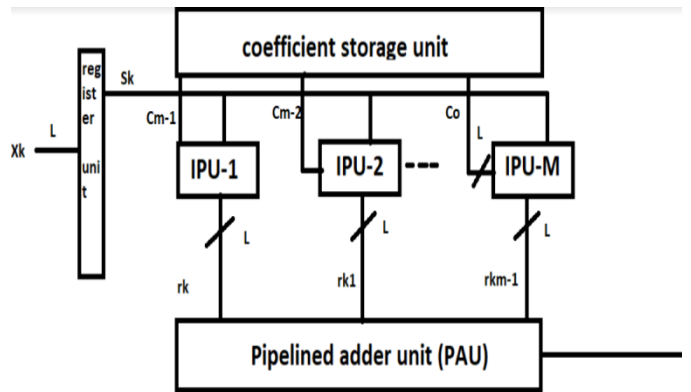 coefficient storage unit
reg
ist
er
uni
t
Sk
L
Xk
Cm-1
Cm-2
Co
L
IPU-1
IPU-2
IPU-M
L
L
L
rk
rk1
rkm-1
Pipelined adder unit (PAU)